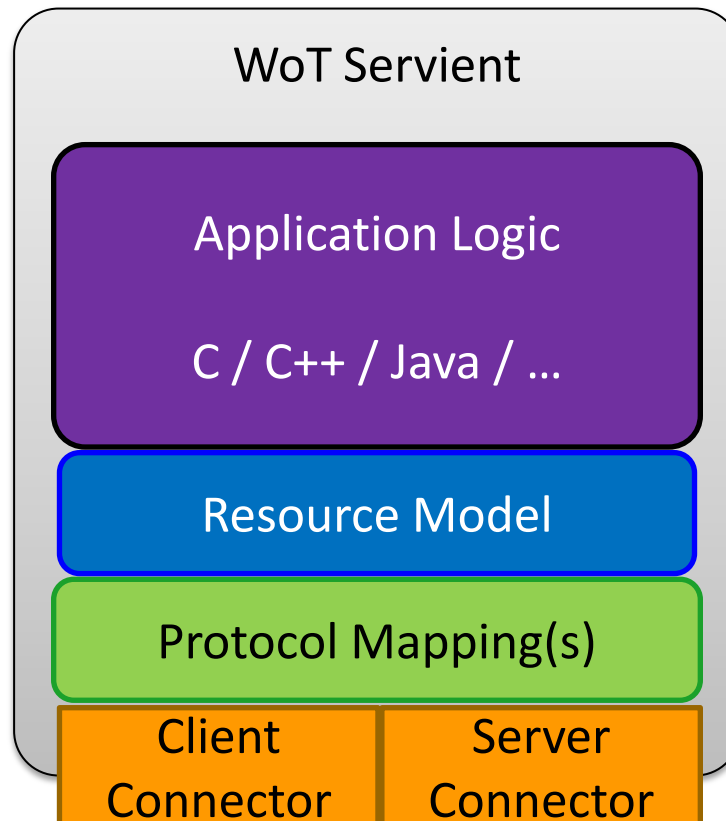 WoT Servient
Application Logic
C / C++ / Java / ...
Resource Model
Protocol Mapping(s)
Client
Connector
Server
Connector